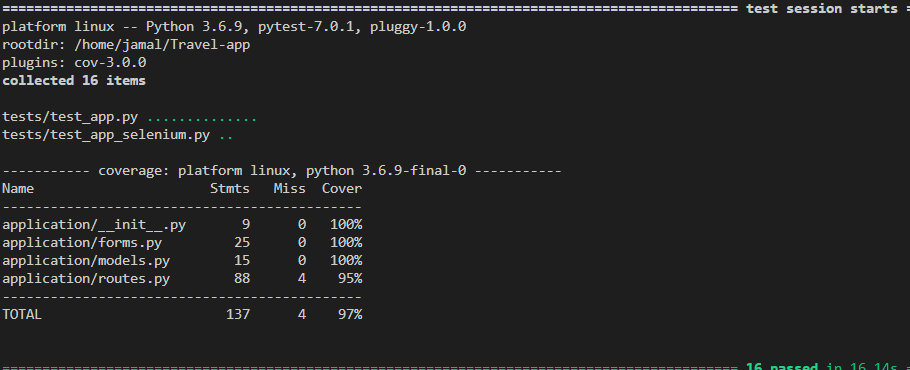 ============================================================================================ test session starts =
platform linux -- Python 3.6.9, pytest-7.0.1, pluggy-1.0.0
rootdir: /home/jamal/Travel-app
plugins: cov-3.0.0
collected 16 items
tests/test_app.py ..............
tests/test_app_selenium.py ..
----------- coverage: platform linux, python 3.6.9-final-0 -----------
Name                      Stmts   Miss  Cover
---------------------------------------------
application/__init__.py       9      0   100%
application/forms.py         25      0   100%
application/models.py        15      0   100%
application/routes.py        88      4    95%
---------------------------------------------
TOTAL                       137      4    97%
============================================================================================ 16 passed in 16.14s =